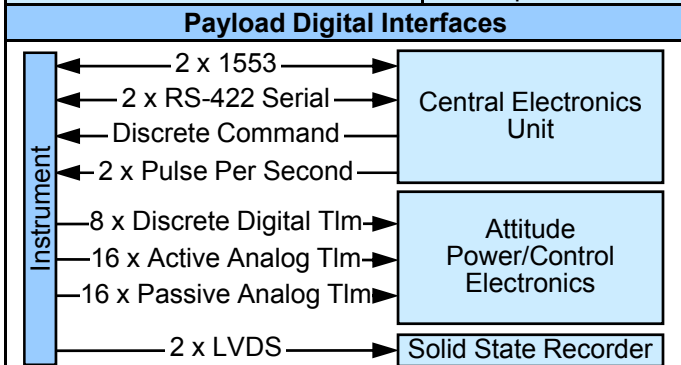 Payload Digital Interfaces
Instrument
2 x 1553
2 x RS-422 Serial
Discrete Command
2 x Pulse Per Second
Central Electronics
Unit
8 x Discrete Digital Tlm
16 x Active Analog Tlm
16 x Passive Analog Tlm
Attitude
Power/Control
Electronics
2 x LVDS
Solid State Recorder